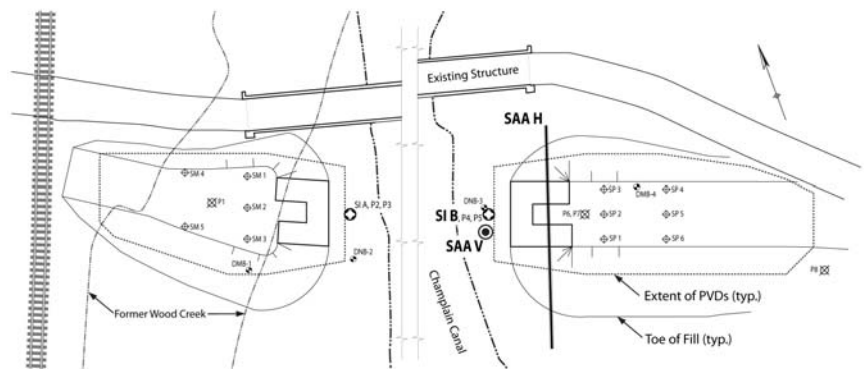 Existing Structure
SAA H
SM 4
SM 1
SP 3
DMB-4
SP 4
P1
SM 2
SI A, P2, P3
DNB-3
SI B, P4, P5
P6, P7
SP 2
SP 5
SM 5
SM 3
SAA V
SP 1
SP 6
DMB-1
DNB-2
P8
Extent of PVDs (typ.)
Former Wood Creek
Champlain Canal
Toe of Fill (typ.)